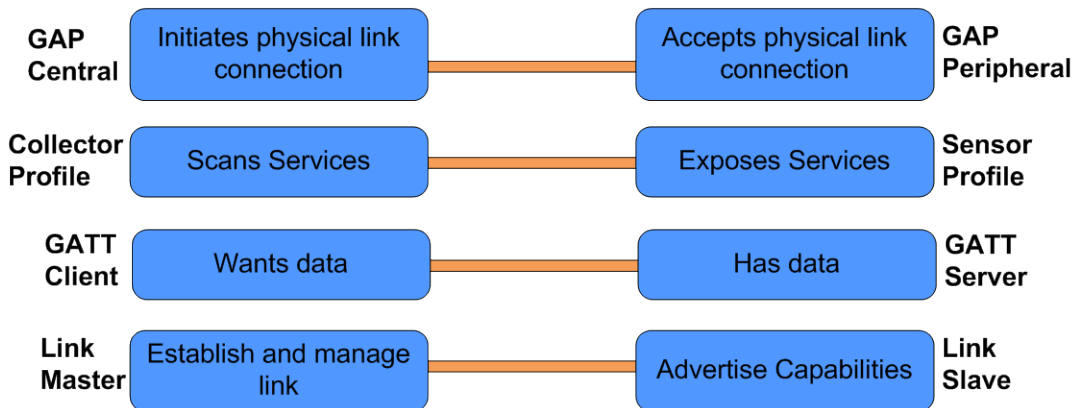 GAP
Central
Initiates physical link
connection
Accepts physical link
connection
GAP
Peripheral
Collector
Profile
Scans Services
Exposes Services
Sensor
Profile
GATT
Client
Wants data
Has data
GATT
Server
Link
Master
Establish and manage
link
Advertise Capabilities
Link
Slave